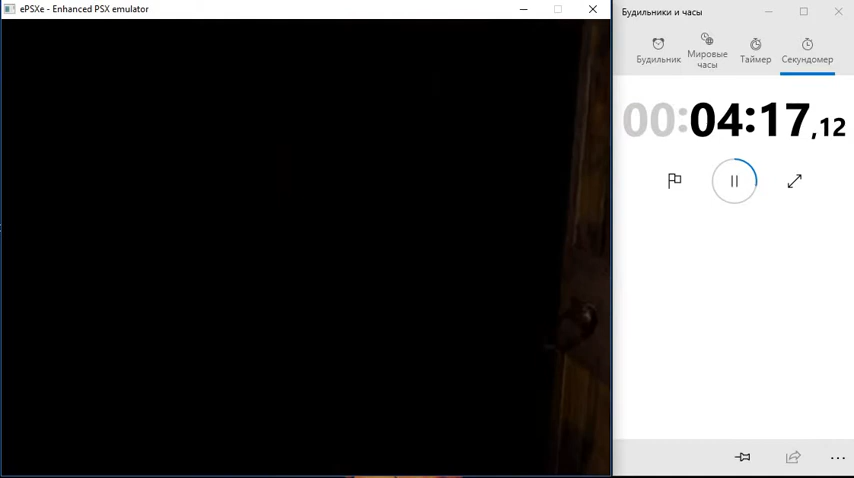 ePSXe - Enhanced PSX emulator
Будильники и часы
Будильник
Мировые
часы
Таймер
Секундомер
00:04:17,12